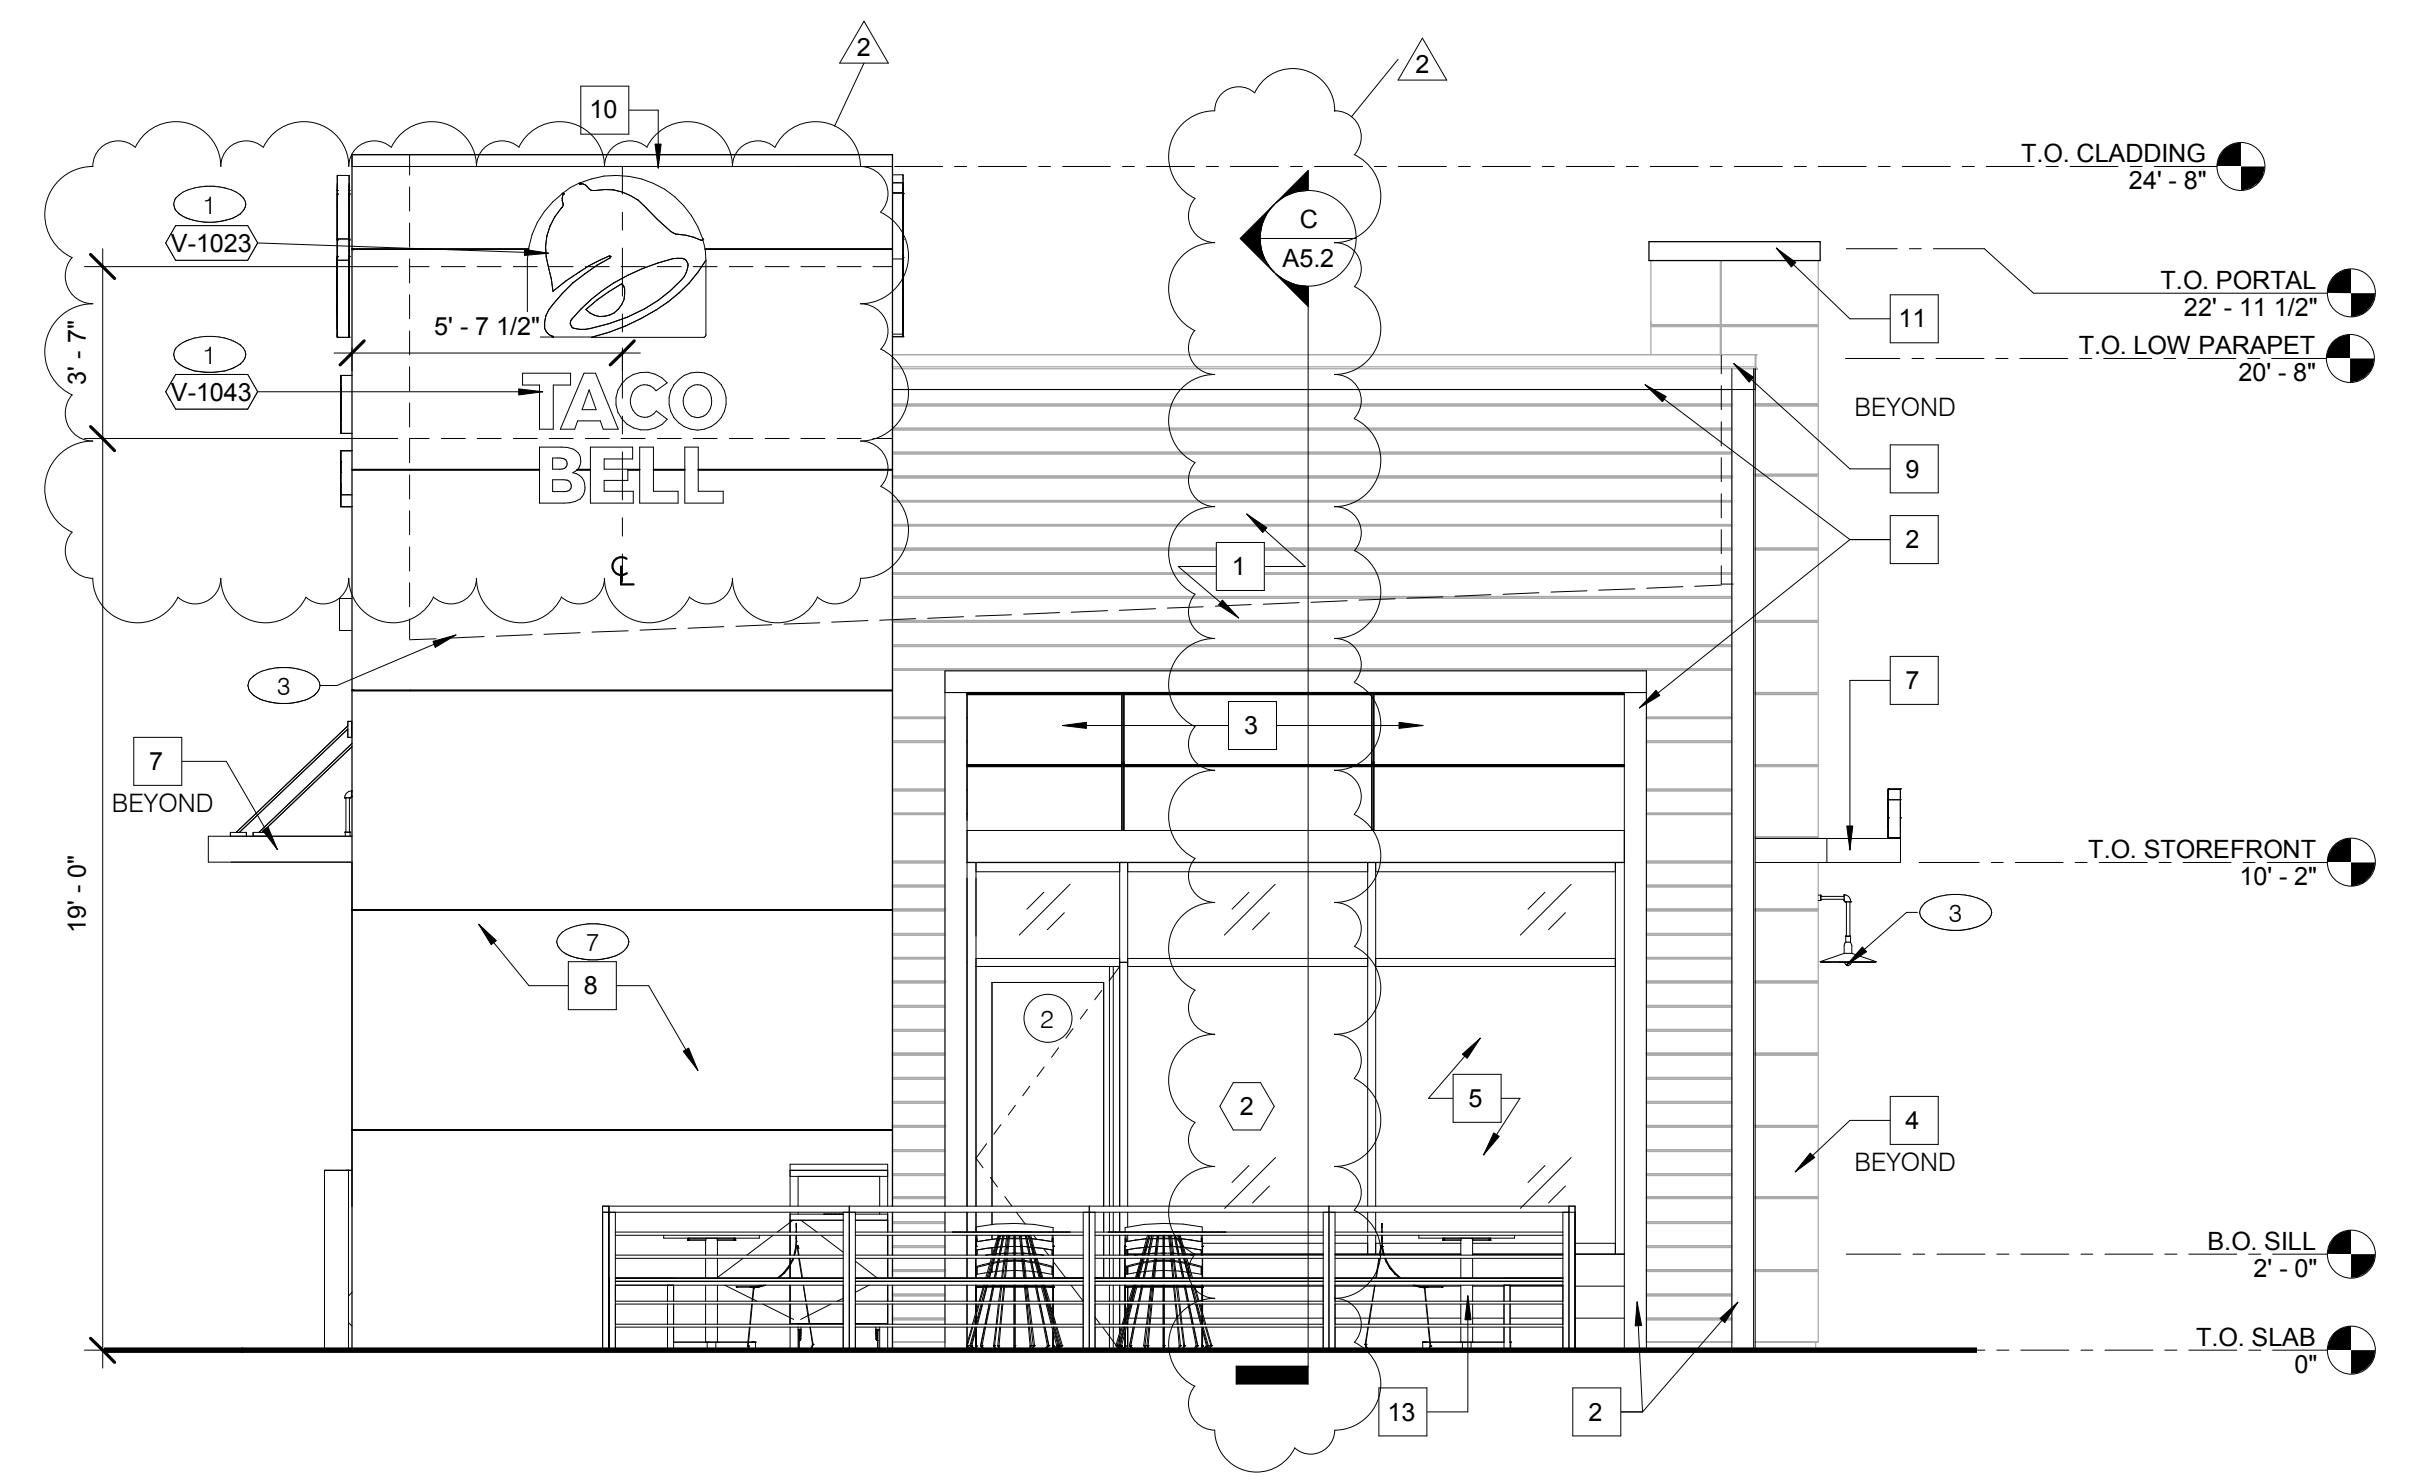 2
2
10
T.O. CLADDING
24' - 8"
1
V-1023
C
A5.2
T.O. PORTAL
22' - 11 1/2"
11
5' - 7 1/2"
3' - 7"
T.O. LOW PARAPET
20' - 8"
1
V-1043
TACO
BELL
BEYOND
9
2
CL
1
3
7
3
7
BEYOND
T.O. STOREFRONT
10' - 2"
19' - 0"
3
7
8
2
2
5
4
BEYOND
B.O. SILL
2' - 0"
T.O. SLAB
0"
13
2